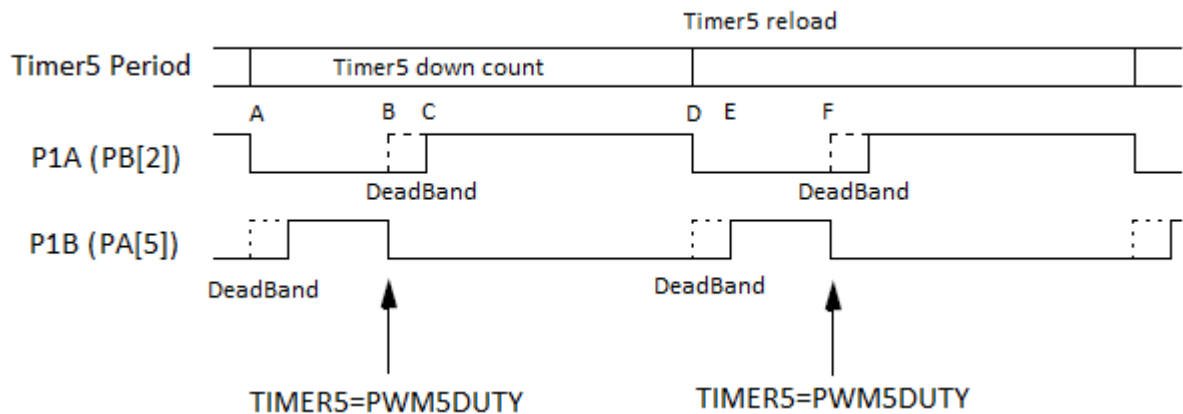 Timer5 reload
Timer5 Period
Timer5 down count
A B C D E F
P1A (PB[2])
DeadBand DeadBand
P1B (PA[5])
DeadBand DeadBand
TIMER5=PWM5DUTY TIMER5=PWM5DUTY